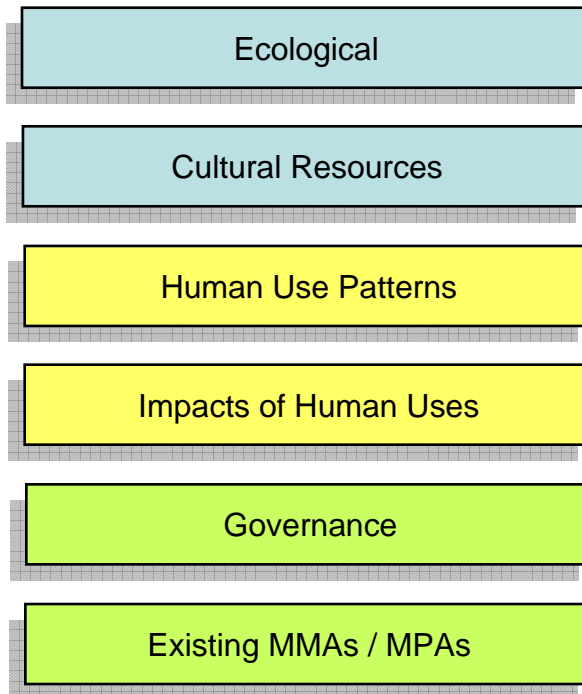 Ecological
Cultural Resources
Human Use Patterns
Impacts of Human Uses
Governance
Existing MMAs / MPAs